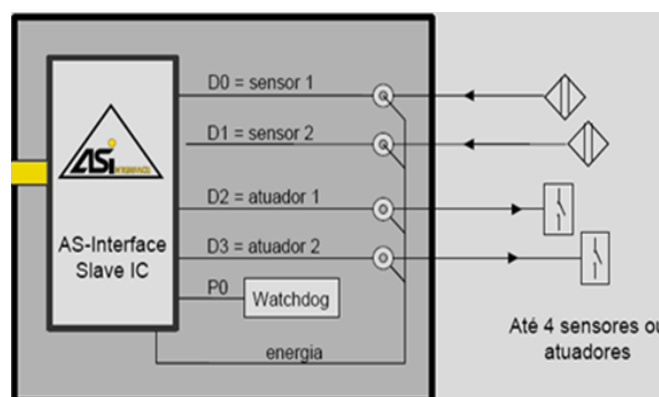 D0 = sensor 1
D1 = sensor 2
ASi
INTERFACE
D2 = atuador 1
AS-Interface
Slave IC
D3 = atuador 2
P0
Watchdog
energia
Até 4 sensores ou
atuadores